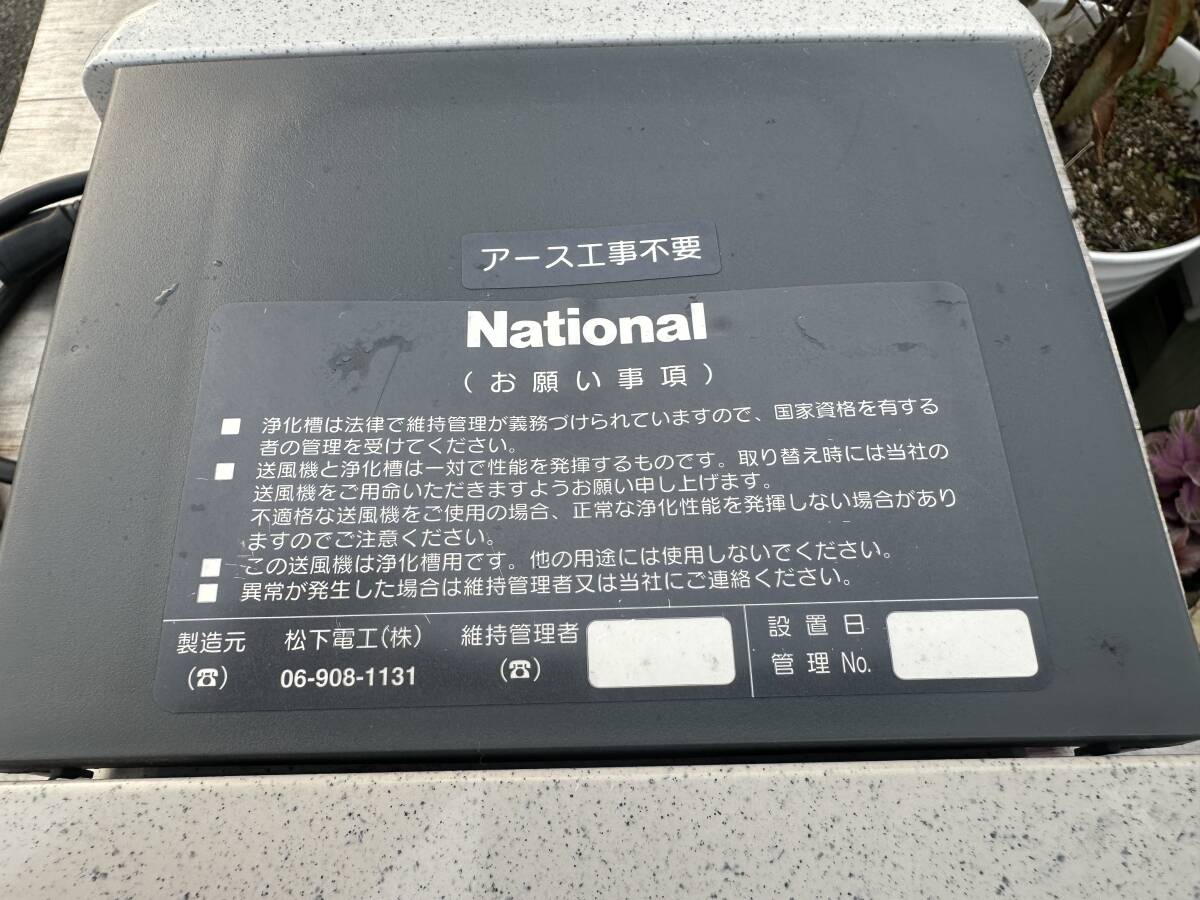 アース工事不要
National
(お願い事項)
■ 浄化槽は法律で維持管理が義務づけられていますので、国家資格を有する
者の管理を受けてください。
■ 送風機と浄化槽は一対で性能を発揮するものです。取り替え時には当社の
送風機をご用命いただきますようお願い申し上げます。
不適格な送風機をご使用の場合、正常な浄化性能を発揮しない場合があり
ますのでご注意ください。
■ この送風機は浄化槽用です。他の用途には使用しないでください。
■ 異常が発生した場合は維持管理者又は当社にご連絡ください。
製造元 松下電工(株) 維持管理者 設置日
(☎) 06-908-1131 (☎) 管理 No.